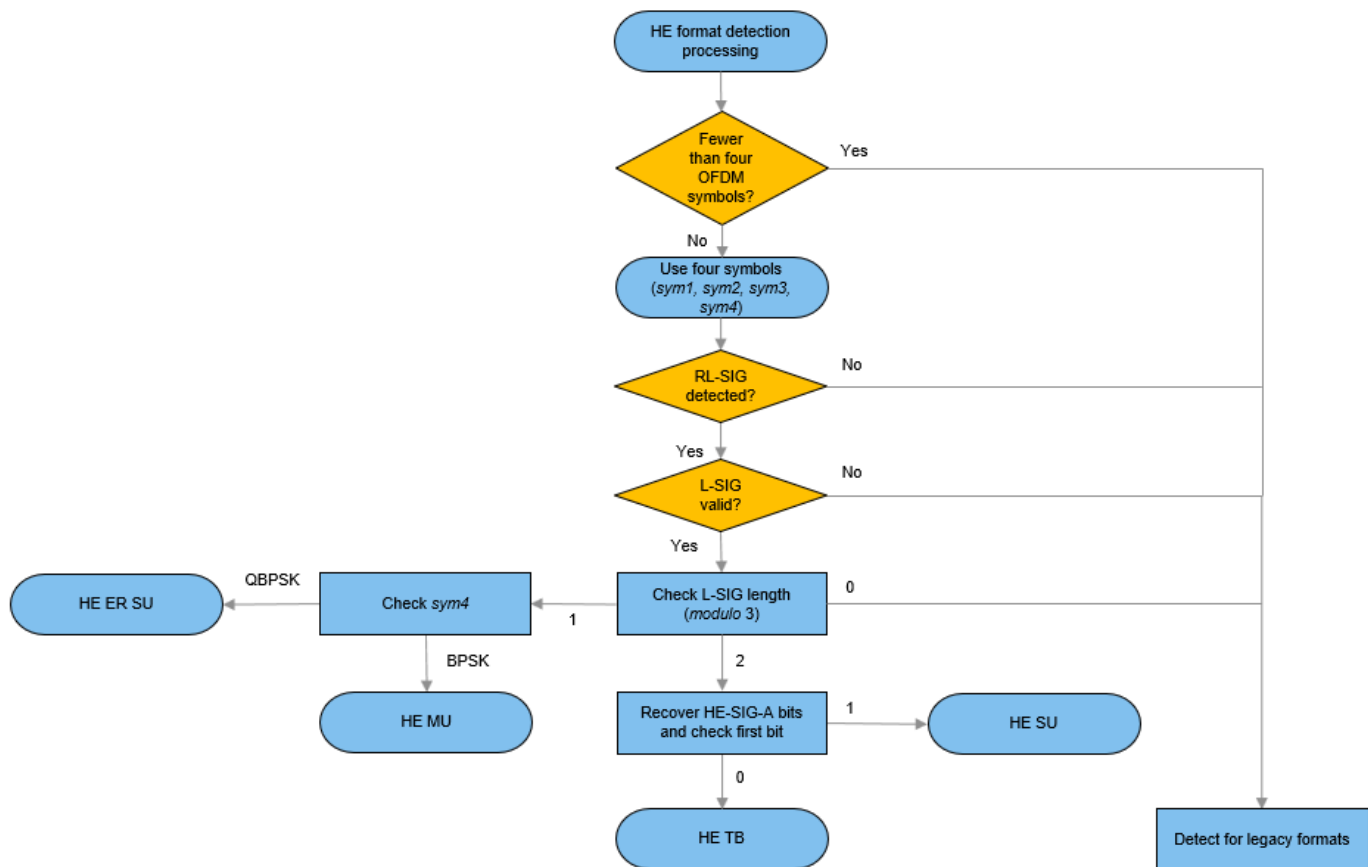 HE format detection
processing
Fewer
than four
OFDM
symbols?
Yes
No
Use four symbols
(sym1, sym2, sym3,
sym4)
RL-SIG
detected?
No
Yes
L-SIG
valid?
No
Yes
QBPSK
HE ER SU
Check sym4
1
Check L-SIG length
(modulo 3)
0
BPSK
2
HE MU
Recover HE-SIG-A bits
and check first bit
1
HE SU
0
HE TB
Detect for legacy formats